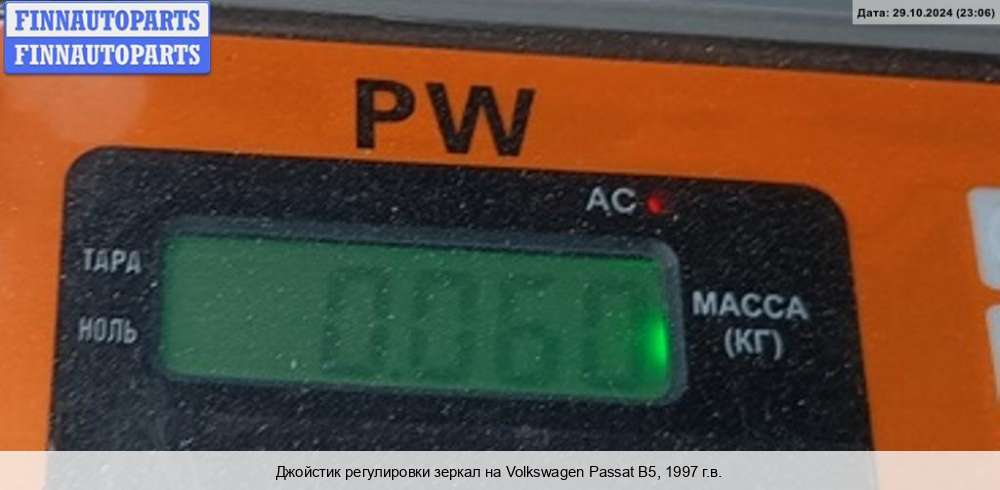 FINNAUTOPARTS
FINNAUTOPARTS
Дата: 29.10.2024 (23:06)
PW
AC
ТАРА
НОЛЬ
МАССА
(КГ)
Джойстик регулировки зеркал на Volkswagen Passat B5, 1997 г.в.